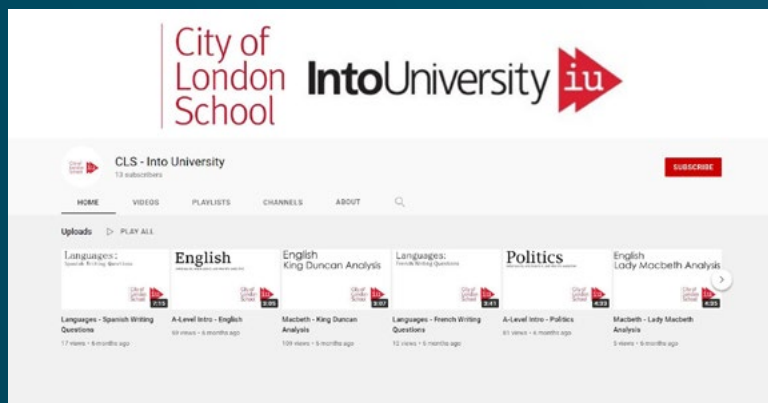 City of
London
School
IntoUniversity iu
CLS - Into University
13 subscribers
SUBSCRIBE
HOME VIDEOS PLAYLISTS CHANNELS ABOUT
Uploads PLAY ALL
Languages:
Spanish Writing Questions
7:15
English
3:05
English
King Duncan Analysis
3:07
Languages:
French Writing Questions
3:41
Politics
4:33
English
Lady Macbeth Analysis
4:35
Languages - Spanish Writing
Questions
17 views • 6 months ago
A-Level Intro - English
6 months ago
Macbeth - King Duncan
Analysis
109 views • 6 months ago
Languages - French Writing
Questions
12 views • 6 months ago
A-Level Intro - Politics
61 views • 6 months ago
Macbeth - Lady Macbeth
Analysis
views • 6 months ago